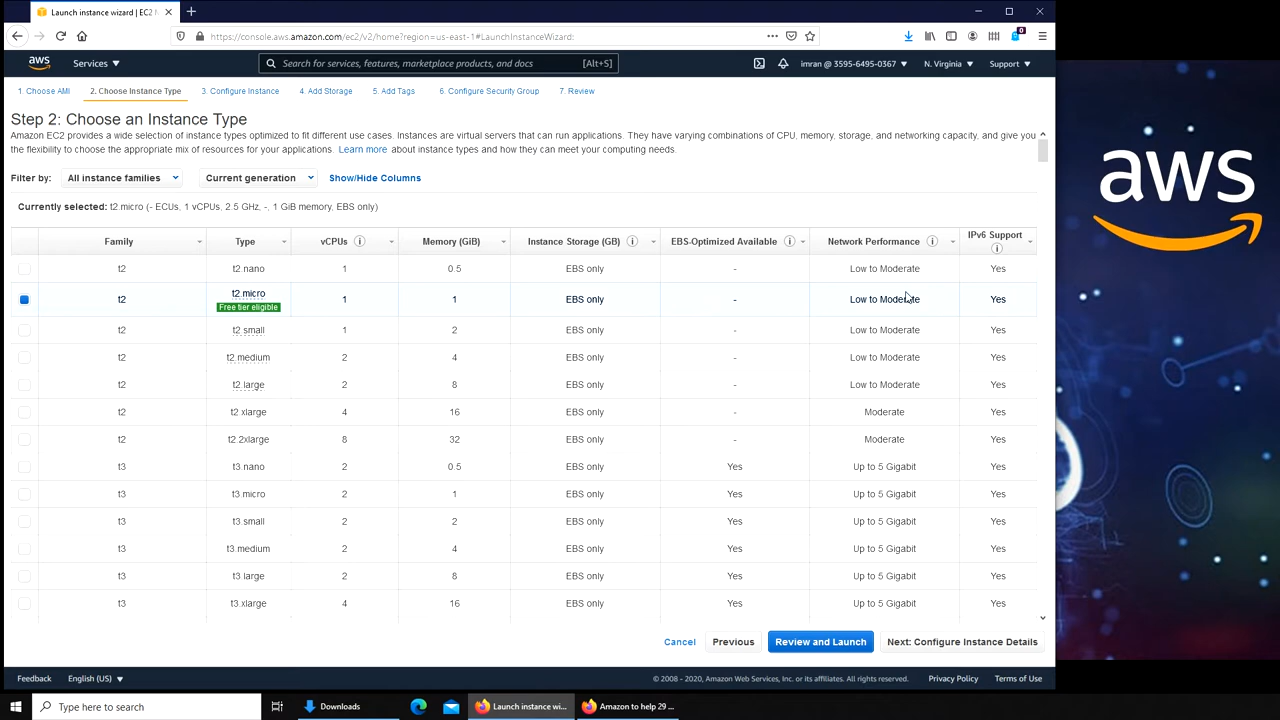 Launch instance wizard | EC2 M
https://console.aws.amazon.com/ec2/v2/home?region=us-east-1#LaunchInstanceWizard:
aws
Services
Search for services, features, marketplace products, and docs
[Alt+S]
imran @ 3595-6495-0367
N. Virginia
Support
1. Choose AMI
2. Choose Instance Type
3. Configure Instance
4. Add Storage
5. Add Tags
6. Configure Security Group
7. Review
Step 2: Choose an Instance Type
Amazon EC2 provides a wide selection of instance types optimized to fit different use cases. Instances are virtual servers that can run applications. They have varying combinations of CPU, memory, storage, and networking capacity, and give you
the flexibility to choose the appropriate mix of resources for your applications. Learn more about instance types and how they can meet your computing needs.
Filter by: All instance families Current generation Show/Hide Columns
Currently selected: t2.micro (- ECUs, 1 vCPUs, 2.5 GHz, -, 1 GiB memory, EBS only)
Family Type vCPUs Memory (GiB) Instance Storage (GB) EBS-Optimized Available Network Performance IPv6 Support
t2 t2.nano 1 0.5 EBS only - Low to Moderate Yes
t2 t2.micro 1 1 EBS only - Low to Moderate Yes
Free tier eligible
t2 t2.small 1 2 EBS only - Low to Moderate Yes
t2 t2.medium 2 4 EBS only - Low to Moderate Yes
t2 t2.large 2 8 EBS only - Low to Moderate Yes
t2 t2.xlarge 4 16 EBS only - Moderate Yes
t2 t2.2xlarge 8 32 EBS only - Moderate Yes
t3 t3.nano 2 0.5 EBS only Yes Up to 5 Gigabit Yes
t3 t3.micro 2 1 EBS only Yes Up to 5 Gigabit Yes
t3 t3.small 2 2 EBS only Yes Up to 5 Gigabit Yes
t3 t3.medium 2 4 EBS only Yes Up to 5 Gigabit Yes
t3 t3.large 2 8 EBS only Yes Up to 5 Gigabit Yes
t3 t3.xlarge 4 16 EBS only Yes Up to 5 Gigabit Yes
Cancel Previous Review and Launch Next: Configure Instance Details
Feedback English (US) © 2008 - 2020, Amazon Web Services, Inc. or its affiliates. All rights reserved. Privacy Policy Terms of Use
Type here to search Downloads Launch instance wi... Amazon to help 29 ...
aws